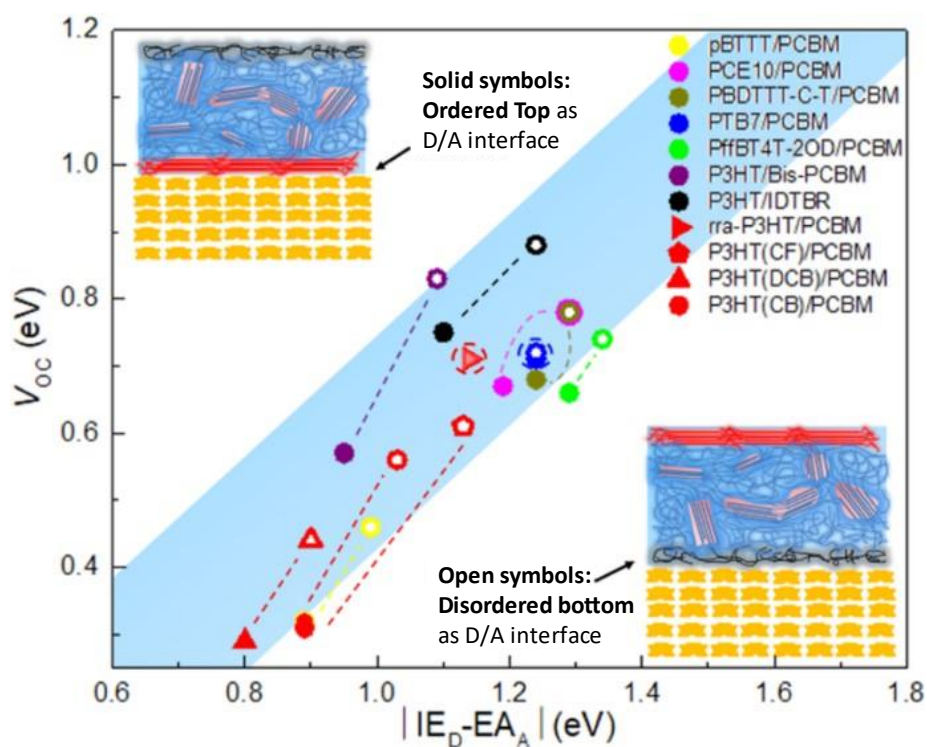 1.2
1.0
0.8
0.6
0.4
V_OC (eV)
Solid symbols:
Ordered Top as
D/A interface
pBTTT/PCBM
PCE10/PCBM
PBDTTT-C-T/PCBM
PTB7/PCBM
PffBT4T-2OD/PCBM
P3HT/Bis-PCBM
P3HT/IDTBR
rra-P3HT/PCBM
P3HT(CF)/PCBM
P3HT(DCB)/PCBM
P3HT(CB)/PCBM
Open symbols:
Disordered bottom
as D/A interface
0.6 0.8 1.0 1.2 1.4 1.6 1.8
| IE_D-EA_A | (eV)